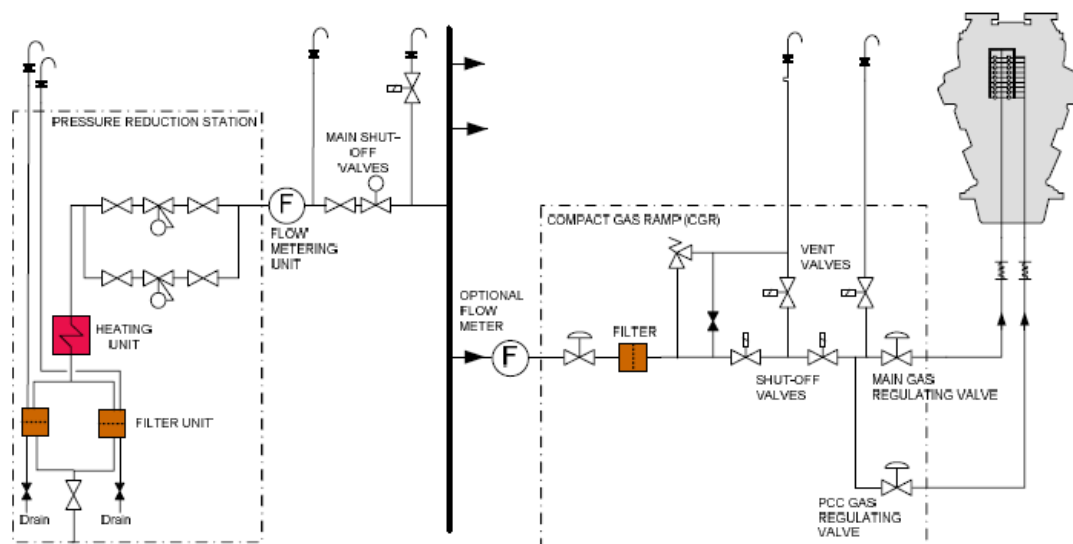 PRESSURE REDUCTION STATION
MAIN SHUT-
OFF
VALVES
F
FLOW
METERING
UNIT
HEATING
UNIT
FILTER UNIT
Drain
Drain
OPTIONAL
FLOW
METER
F
COMPACT GAS RAMP (CGR)
VENT
VALVES
FILTER
SHUT-OFF
VALVES
MAIN GAS
REGULATING VALVE
PCC GAS
REGULATING
VALVE